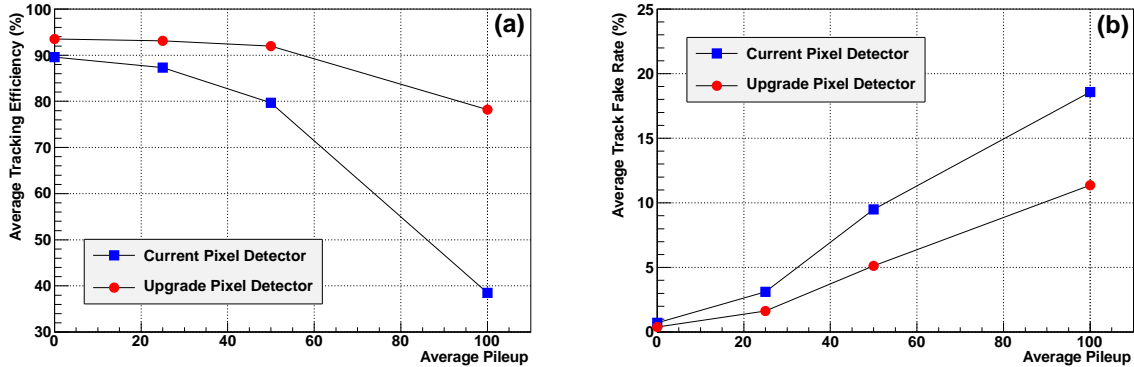 Average Tracking Efficiency (%)
100
90
80
70
60
50
40
30
(a)
Current Pixel Detector
Upgrade Pixel Detector
0
20
40
60
80
100
Average Pileup
Average Track Fake Rate (%)
25
20
15
10
5
0
(b)
Current Pixel Detector
Upgrade Pixel Detector
0
20
40
60
80
100
Average Pileup